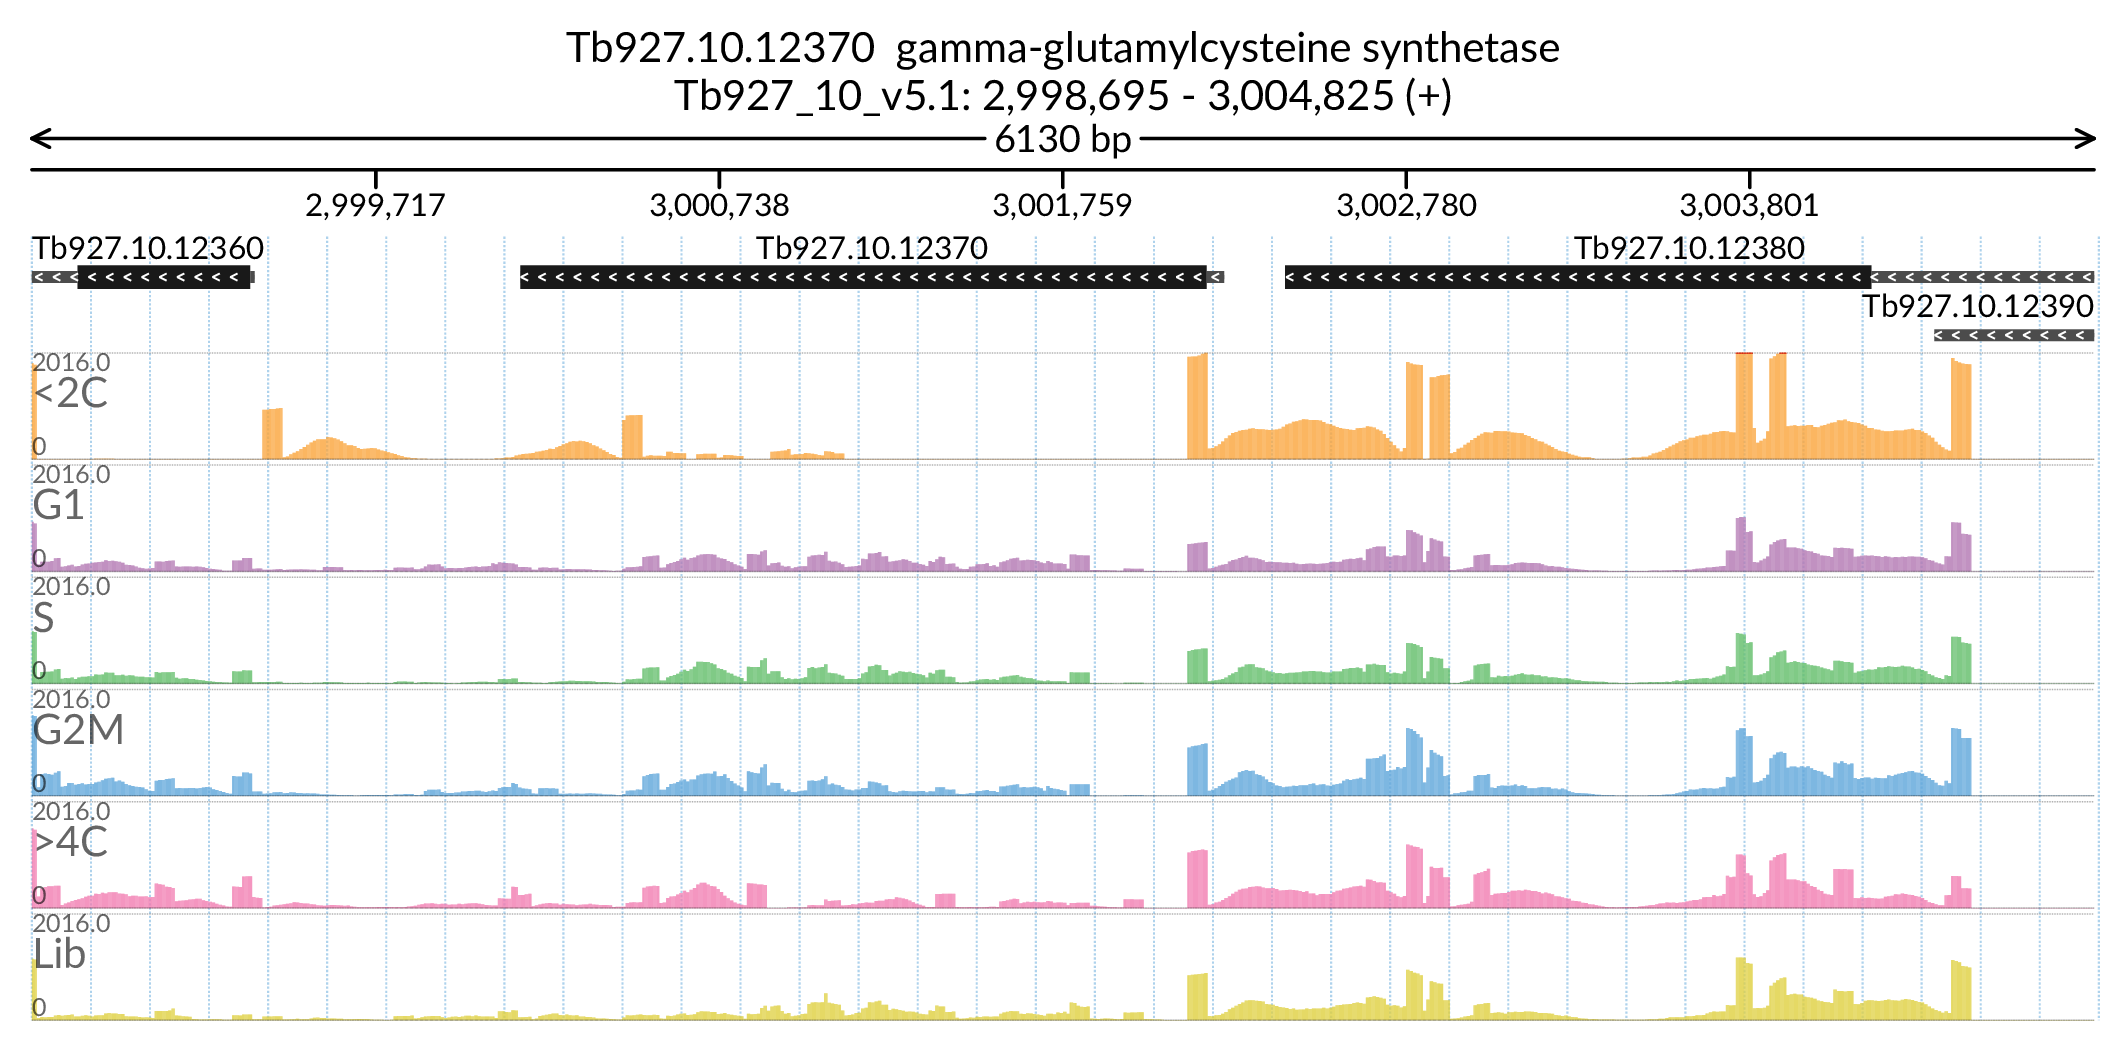 Tb927.10.12370  gamma-glutamylcysteine synthetase
Tb927_10_v5.1: 2,998,695 - 3,004,825 (+)
6130 bp
2,999,717 3,000,738 3,001,759 3,002,780 3,003,801
Tb927.10.12360 Tb927.10.12370 Tb927.10.12380
Tb927.10.12390
2016.0
<2C
0
2016.0
G1
0
2016.0
S
0
2016.0
G2M
0
2016.0
>4C
0
2016.0
Lib
0